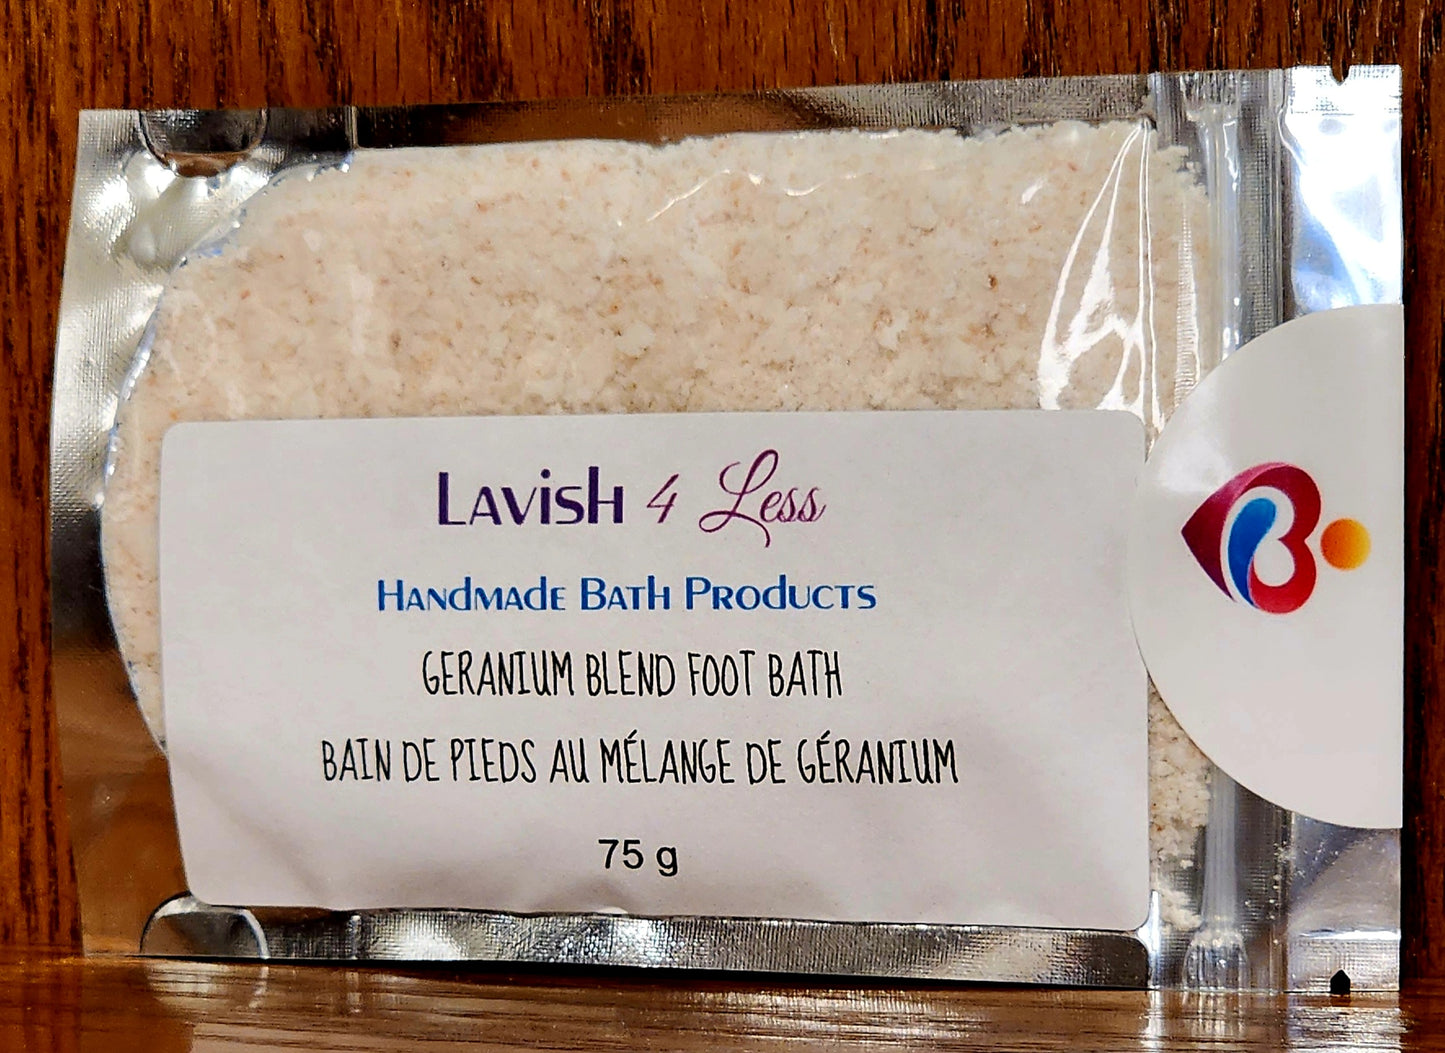 Lavish 4 Less
Handmade Bath Products
GERANIUM BLEND FOOT BATH
BAIN DE PIEDS AU MÉLANGE DE GÉRANIUM
75 g